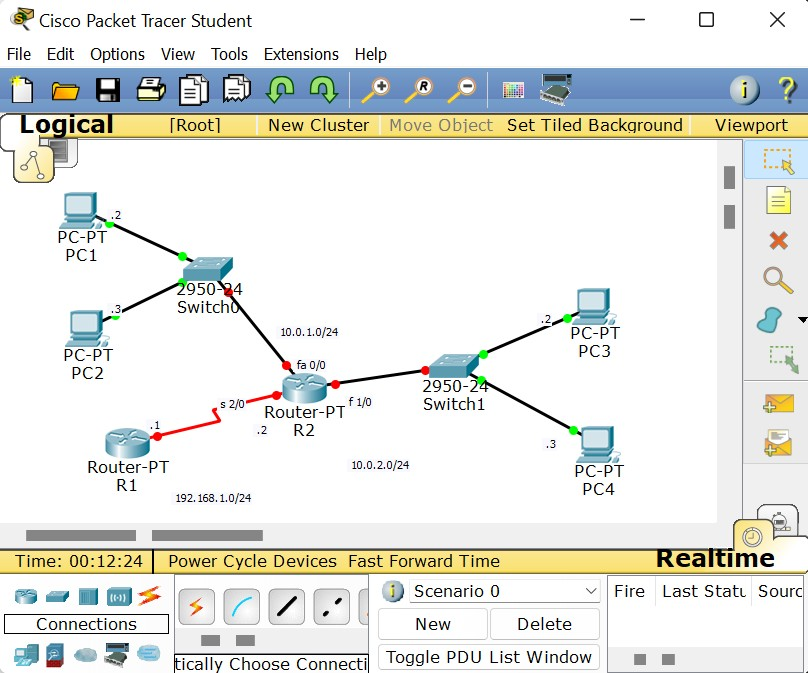 Cisco Packet Tracer Student
File Edit Options View Tools Extensions Help
Logical [Root] New Cluster Move Object Set Tiled Background Viewport
.2
PC-PT
PC1
2950-24
Switch0
.3
PC-PT
PC2
10.0.1.0/24
fa 0/0
.2
PC-PT
PC3
2950-24
Switch1
s 2/0
Router-PT
R2
f 1/0
.2
.1
Router-PT
R1
.3
PC-PT
PC4
10.0.2.0/24
192.168.1.0/24
Time: 00:12:24 Power Cycle Devices Fast Forward Time Realtime
Connections
tically Choose Connecti
Scenario 0
New Delete
Toggle PDU List Window
Fire Last Statu Sourc